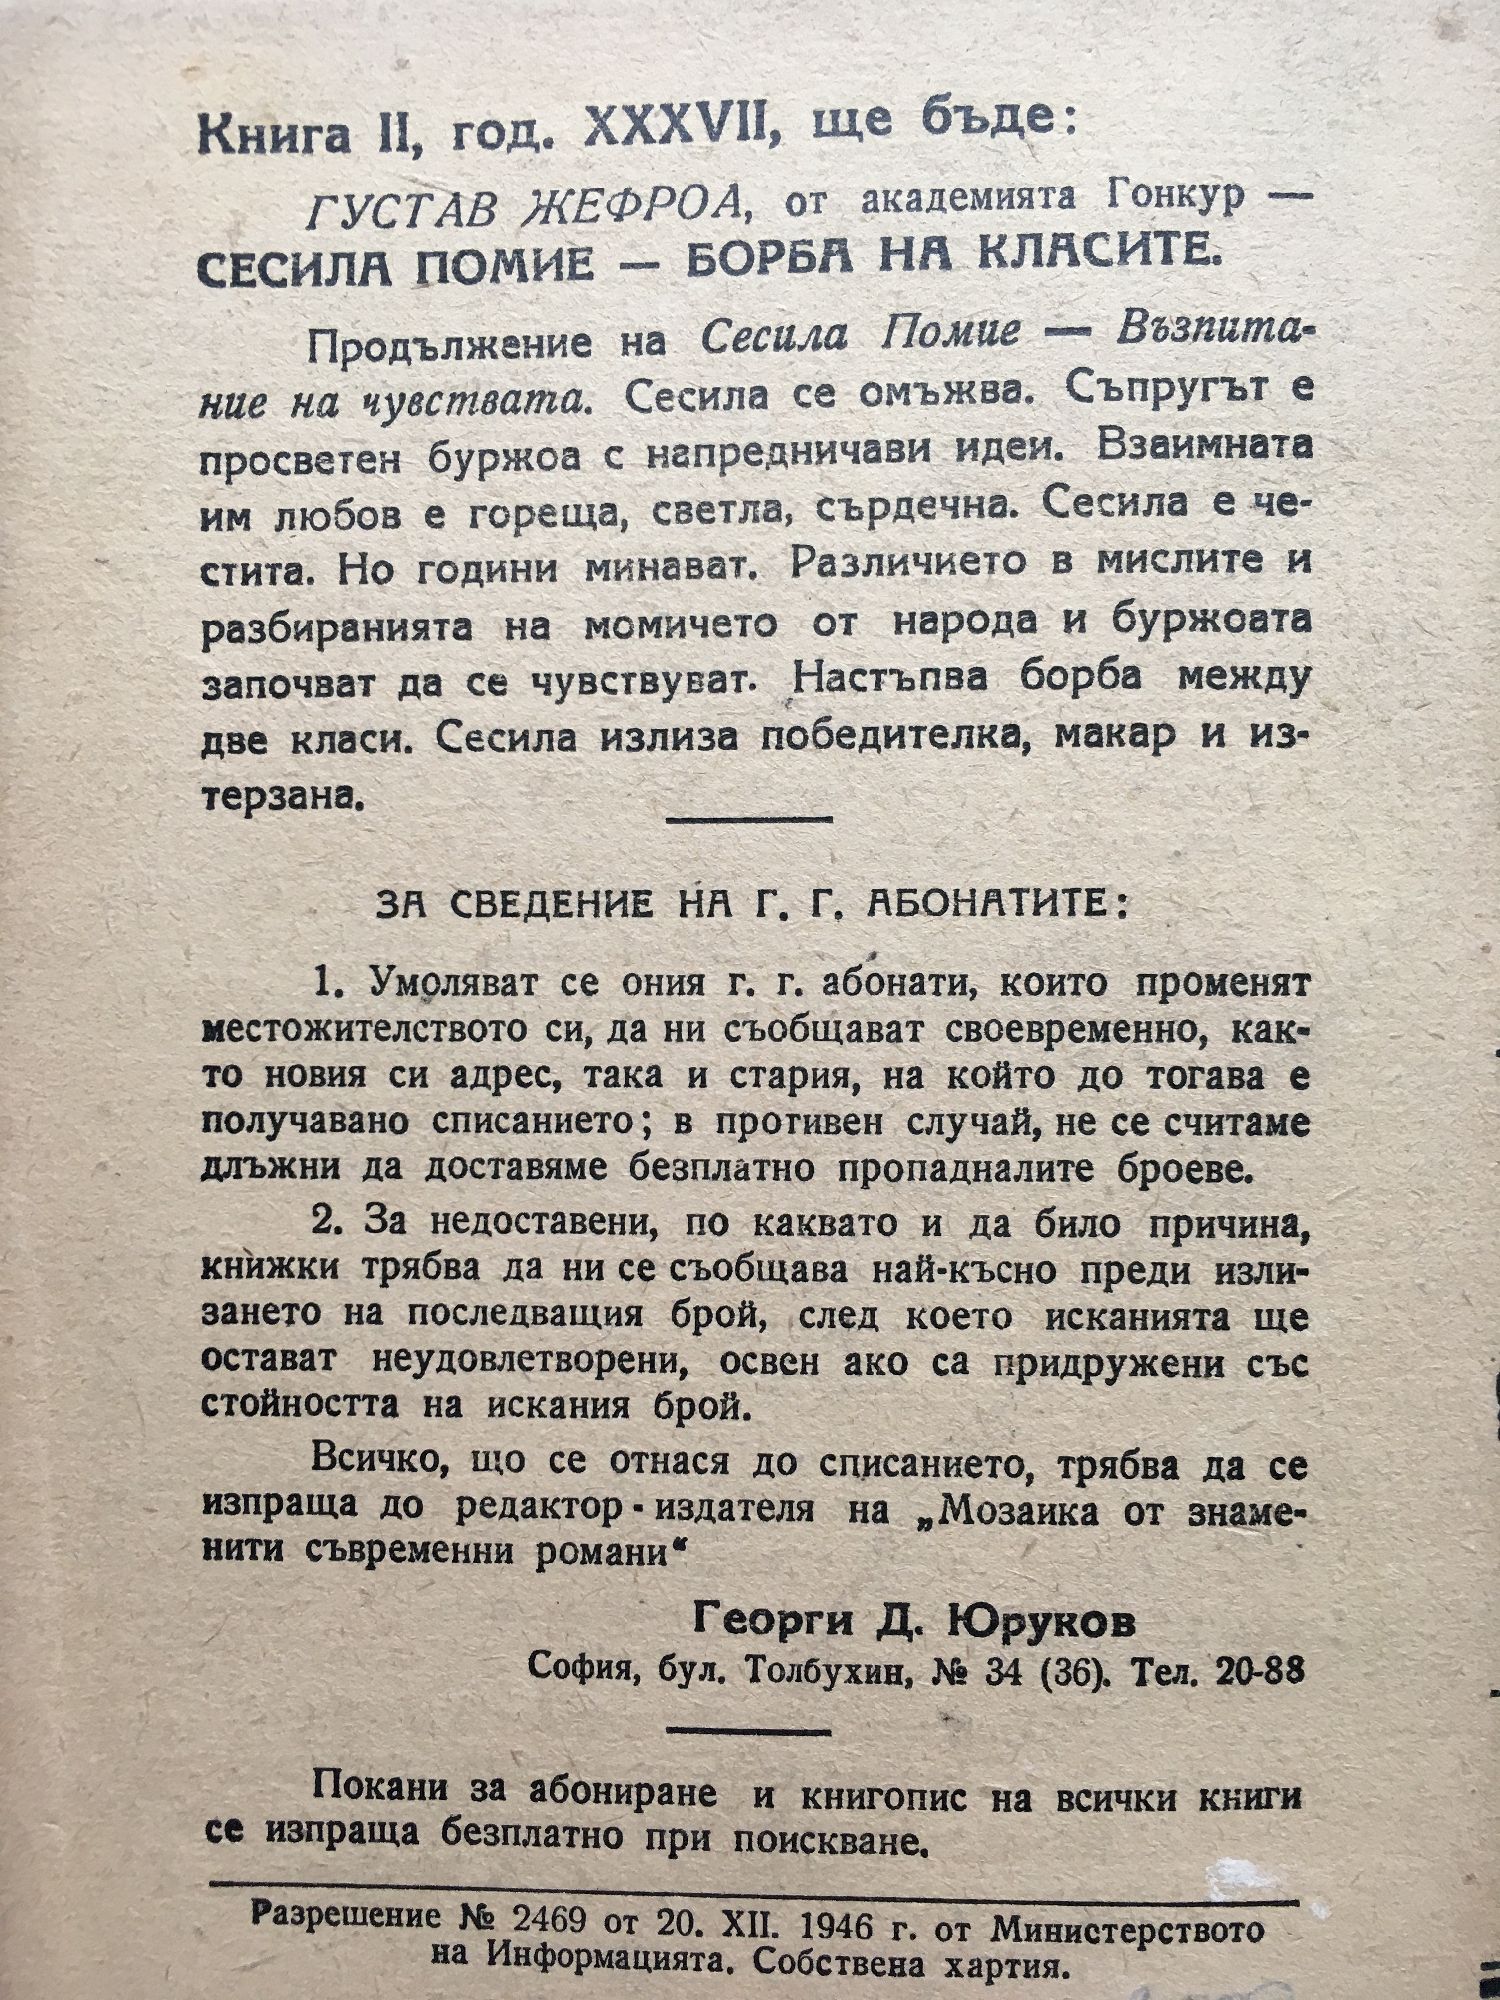 Книга II, год. XXXVII, ще бъде:
ГУСТАВ ЖЕФРОА, от академията Гонкур —
СЕСИЛА ПОМИЕ — БОРБА НА КЛАСИТЕ.
Продължение на Сесила Помие — Възпита-
ние на чувствата. Сесила се омъжва. Съпругът е
просветен буржоа с напредничави идеи. Взаимната
им любов е гореща, светла, сърдечна. Сесила е че-
стита. Но години минават. Различието в мислите и
разбиранията на момичето от народа и буржоата
започват да се чувствуват. Настъпва борба между
две класи. Сесила излиза победителка, макар и из-
терзана.
ЗА СВЕДЕНИЕ НА Г. Г. АБОНАТИТЕ:
1. Умоляват се ония г. г. абонати, които променят
местожителството си, да ни съобщават своевременно, как-
то новия си адрес, така и стария, на който до тогава е
получавано списанието; в противен случай, не се считаме
длъжни да доставяме безплатно пропадналите броеве.
2. За недоставени, по каквато и да било причина,
книжки трябва да ни се съобщава най-късно преди изли-
зането на последващия брой, след което исканията ще
остават неудовлетворени, освен ако са придружени със
стойността на искания брой.
Всичко, що се отнася до списанието, трябва да се
изпраща до редактор-издателя на „Мозаика от знаме-
нити съвременни романи“
Георги Д. Юруков
София, бул. Толбухин, № 34 (36). Тел. 20-88
Покани за абониране и книгопис на всички книги
се изпраща безплатно при поискване.
Разрешение № 2469 от 20. XII. 1946 г. от Министерството
на Информацията. Собствена хартия.